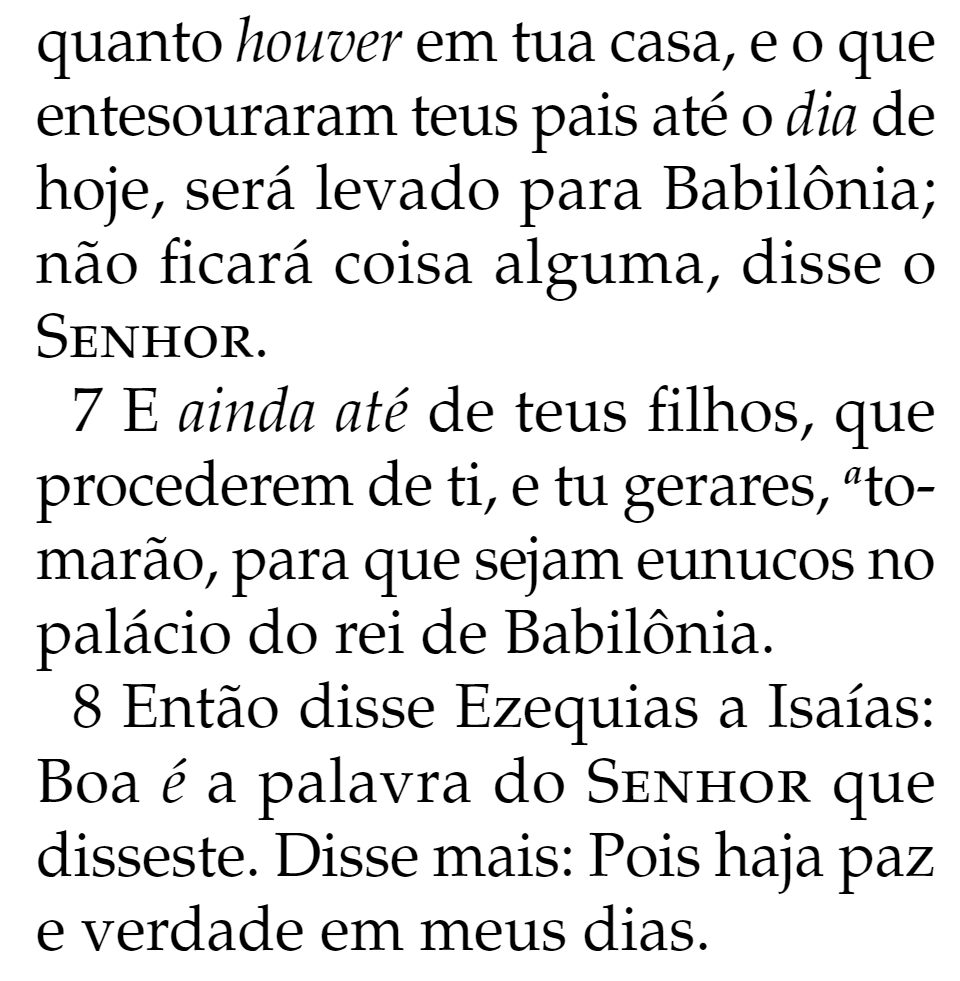 quanto houver em tua casa, e o que
entesouraram teus pais até o dia de
hoje, será levado para Babilônia;
não ficará coisa alguma, disse o
SENHOR.
7 E ainda até de teus filhos, que
procederem de ti, e tu gerares, ᵃto-
marão, para que sejam eunucos no
palácio do rei de Babilônia.
8 Então disse Ezequias a Isaías:
Boa é a palavra do SENHOR que
disseste. Disse mais: Pois haja paz
e verdade em meus dias.